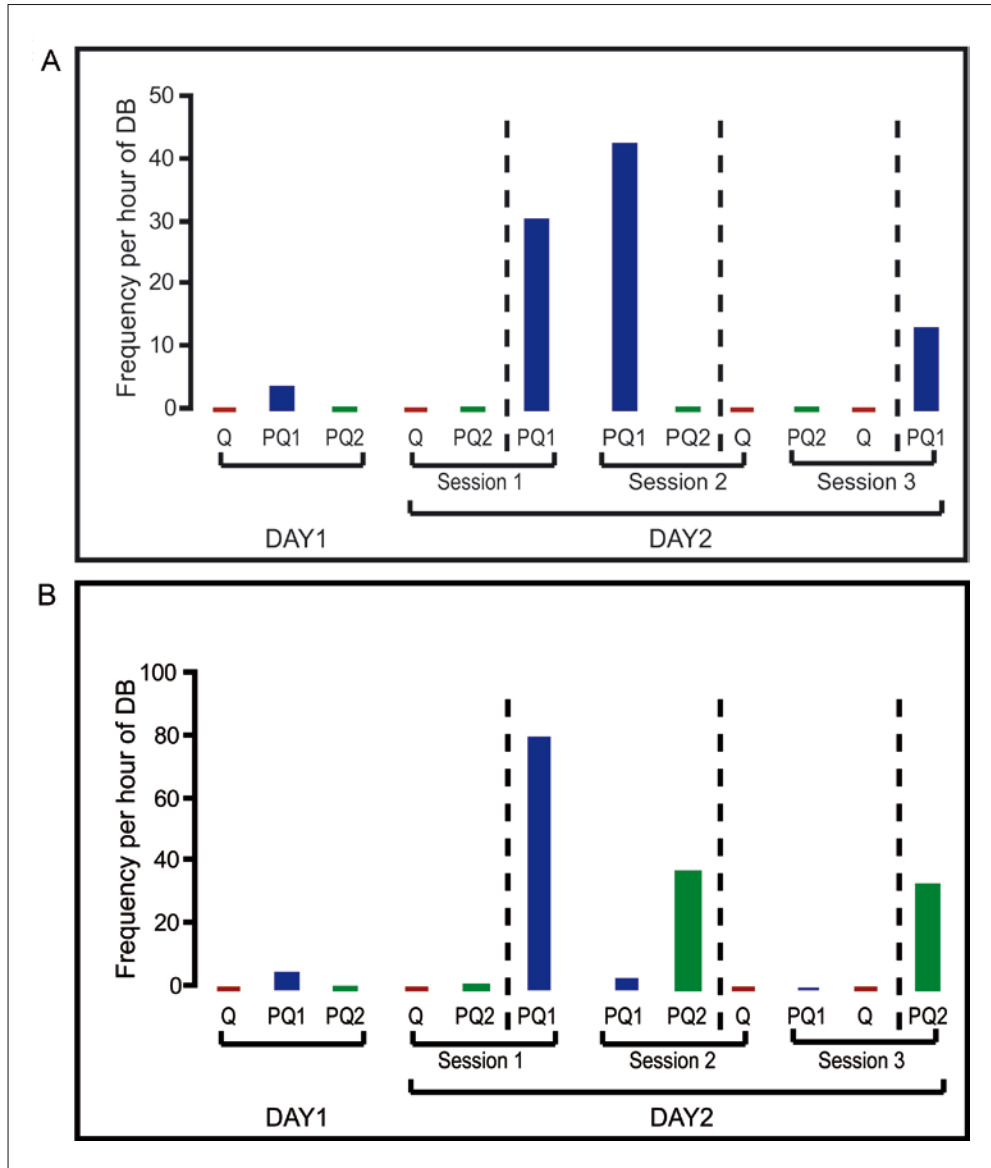 A
Frequency per hour of DB
50
40
30
20
10
0
Q PQ1 PQ2 Q PQ2 PQ1 PQ1 PQ2 Q PQ2 Q PQ1
Session 1 Session 2 Session 3
DAY1 DAY2
B
Frequency per hour of DB
100
80
60
40
20
0
Q PQ1 PQ2 Q PQ2 PQ1 PQ1 PQ2 Q PQ1 Q PQ2
Session 1 Session 2 Session 3
DAY1 DAY2